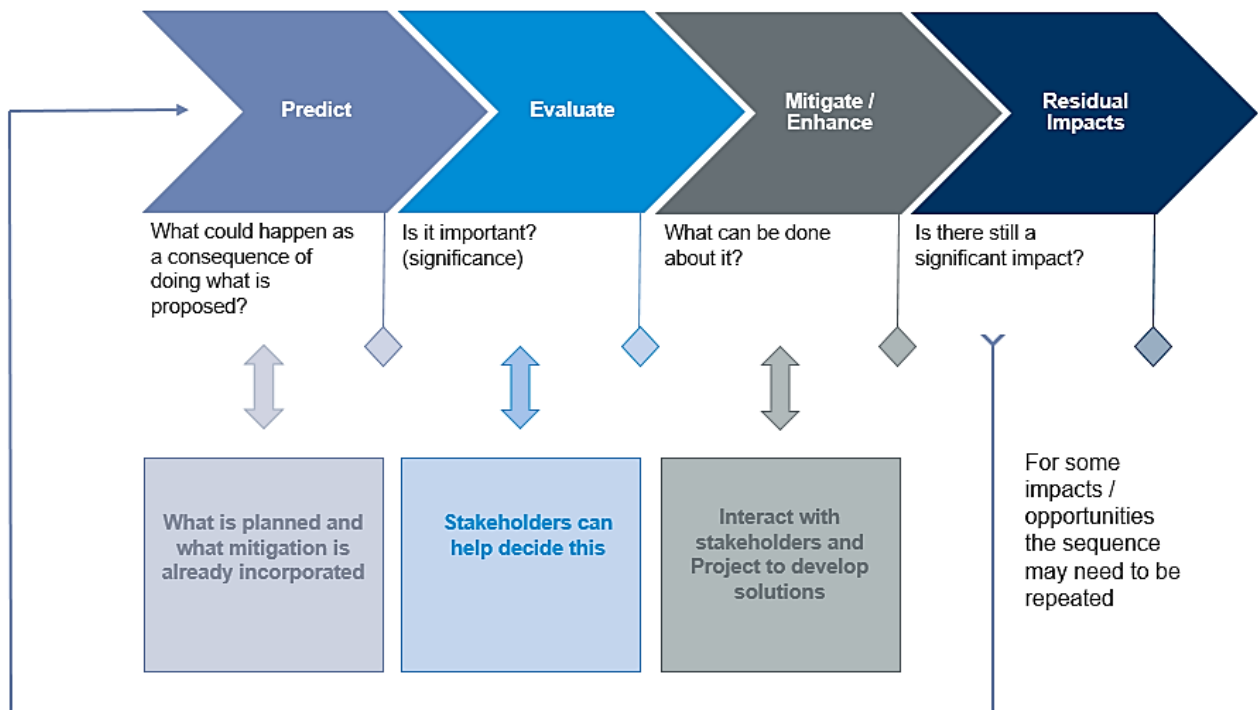 Predict
Evaluate
Mitigate /
Enhance
Residual
Impacts
What could happen as
a consequence of
doing what is
proposed?
Is it important?
(significance)
What can be done
about it?
Is there still a
significant impact?
What is planned and
what mitigation is
already incorporated
Stakeholders can
help decide this
Interact with
stakeholders and
Project to develop
solutions
For some
impacts /
opportunities
the sequence
may need to be
repeated